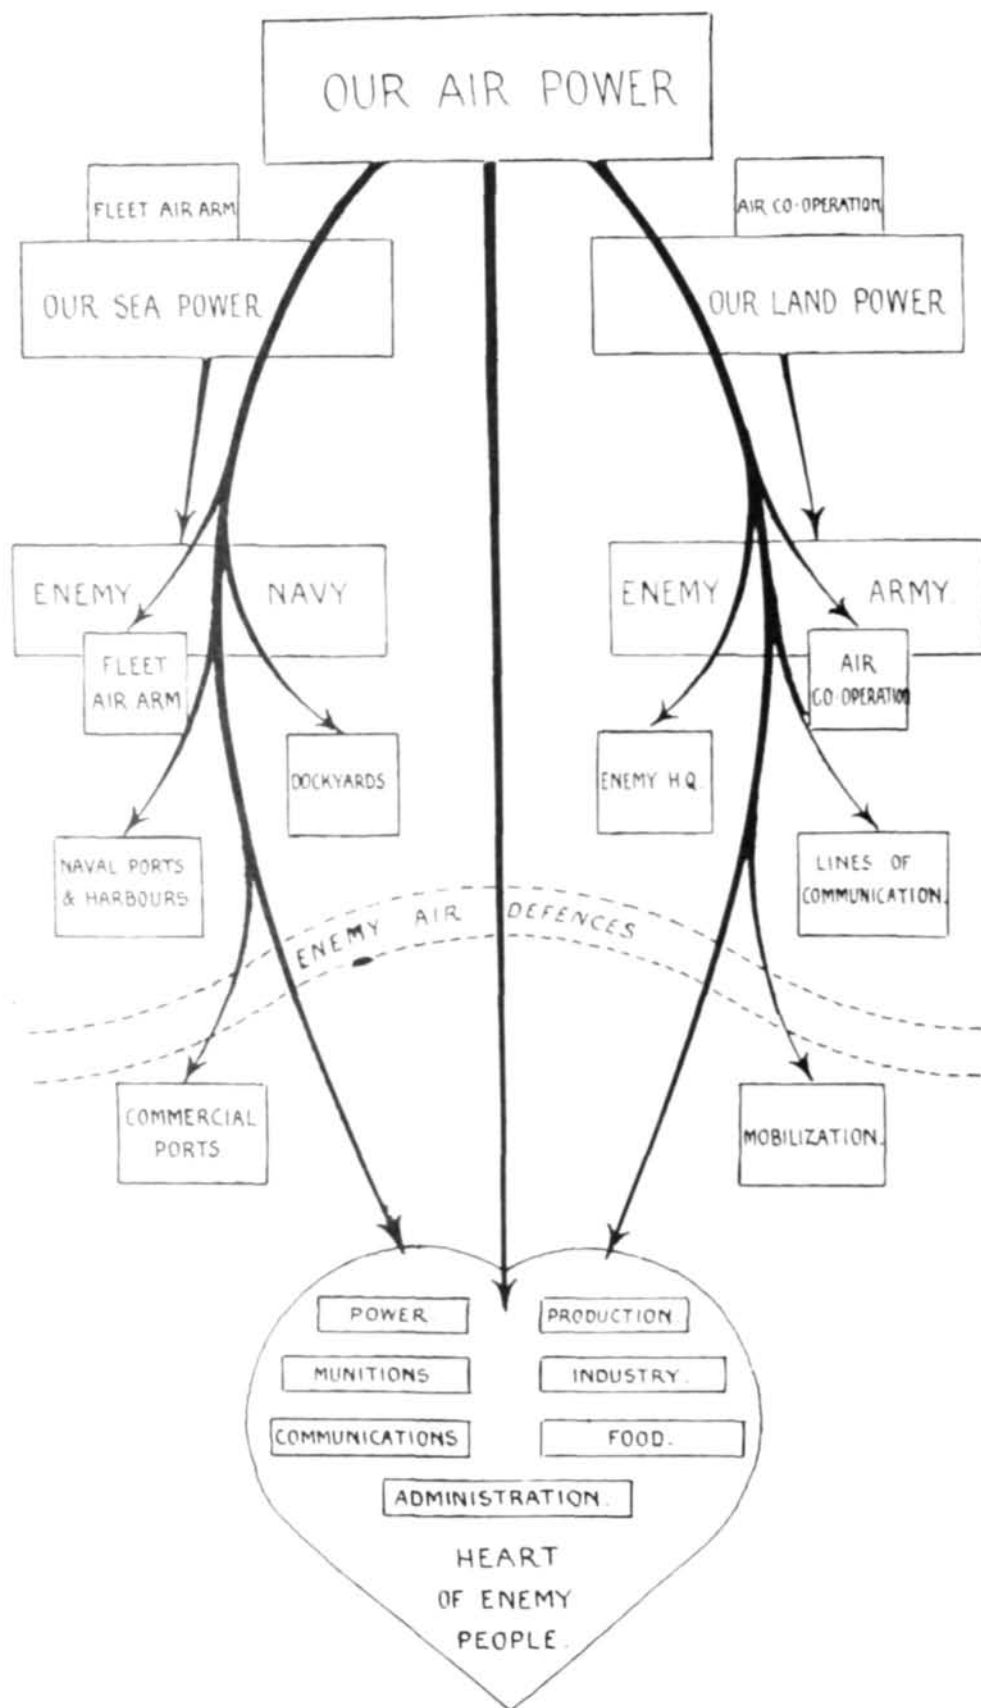 OUR AIR POWER
FLEET AIR ARM
AIR CO-OPERATION
OUR SEA POWER
OUR LAND POWER
ENEMY NAVY
ENEMY ARMY.
FLEET
AIR ARM
AIR
CO-OPERATION
DOCKYARDS
ENEMY H.Q.
NAVAL PORTS
& HARBOURS
LINES OF
COMMUNICATION.
ENEMY AIR DEFENCES
COMMERCIAL
PORTS
MOBILIZATION.
POWER
PRODUCTION.
MUNITIONS
INDUSTRY.
COMMUNICATIONS
FOOD.
ADMINISTRATION.
HEART
OF ENEMY
PEOPLE.